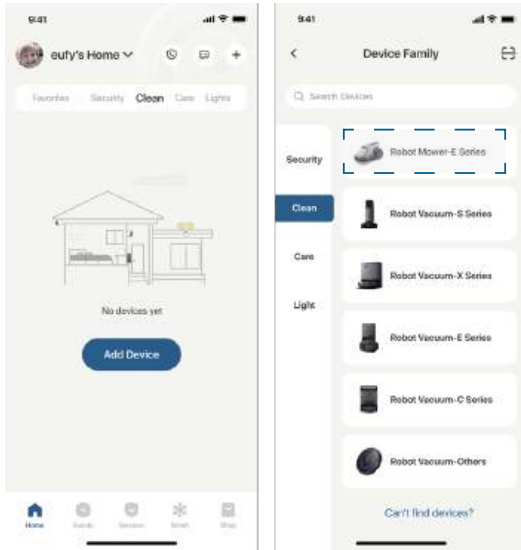 9:41
eufy's Home
Favorites Security Clean Care Lights
No devices yet
Add Device
Home Events Services Smart Shop
9:41
Device Family
Search Devices
Security
Clean
Care
Light
Robot Mower-E Series
Robot Vacuum-S Series
Robot Vacuum-X Series
Robot Vacuum-E Series
Robot Vacuum-C Series
Robot Vacuum-Others
Can't find devices?